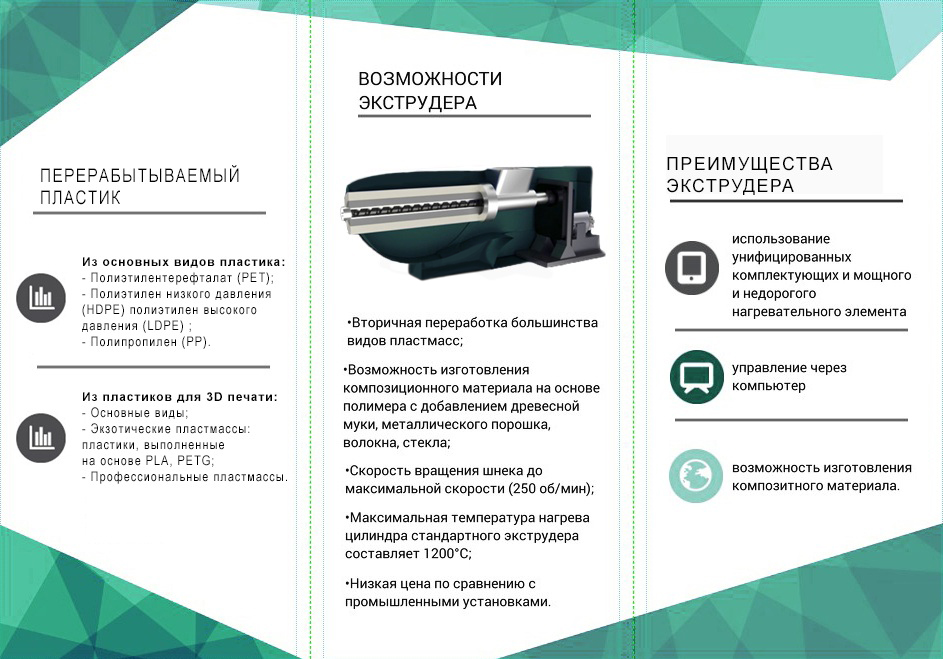 ПЕРЕРАБЫТЫВАЕМЫЙ
ПЛАСТИК
Из основных видов пластика:
- Полиэтилентерефталат (PET);
- Полиэтилен низкого давления
(HDPE) полиэтилен высокого
давления (LDPE) ;
- Полипропилен (PP).
Из пластиков для 3D печати:
- Основные виды;
- Экзотические пластмассы:
пластики, выполненные
на основе PLA, PETG;
- Профессиональные пластмассы.
ВОЗМОЖНОСТИ
ЭКСТРУДЕРА
•Вторичная переработка большинства
видов пластмасс;
•Возможность изготовления
композиционного материала на основе
полимера с добавлением древесной
муки, металлического порошка,
волокна, стекла;
•Скорость вращения шнека до
максимальной скорости (250 об/мин);
•Максимальная температура нагрева
цилиндра стандартного экструдера
составляет 1200°С;
•Низкая цена по сравнению с
промышленными установками.
ПРЕИМУЩЕСТВА
ЭКСТРУДЕРА
использование
унифицированных
комплектующих и мощного
и недорогого
нагревательного элемента
управление через
компьютер
возможность изготовления
композитного материала.